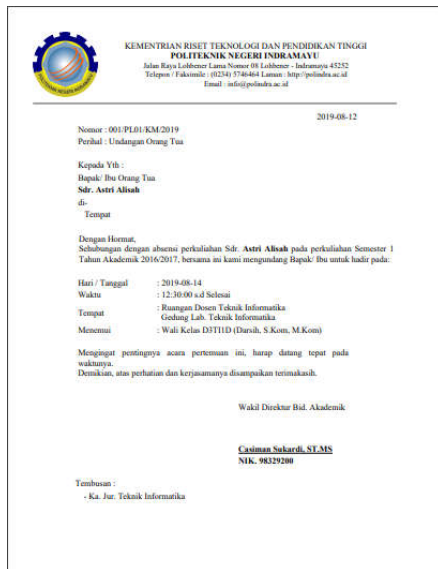 KEMENTRIAN RISET TEKNOLOGI DAN PENDIDIKAN TINGGI
POLITEKNIK NEGERI INDRAMAYU
Jalan Raya Lohbener Lama Nomor 08 Lohbener - Indramayu 45252
Telepon / Faksimile : (0234) 5746464 Laman : http://polindra.ac.id
Email : info@polindra.ac.id
2019-08-12
Nomor : 001/PL01/KM/2019
Perihal : Undangan Orang Tua
Kepada Yth :
Bapak/ Ibu Orang Tua
Sdr. Astri Alisah
di-
Tempat
Dengan Hormat,
Sehubungan dengan absensi perkuliahan Sdr. Astri Alisah pada perkuliahan Semester 1
Tahun Akademik 2016/2017, bersama ini kami mengundang Bapak/ Ibu untuk hadir pada:
Hari / Tanggal : 2019-08-14
Waktu : 12:30:00 s.d Selesai
Tempat : Ruangan Dosen Teknik Informatika
Gedung Lab. Teknik Informatika
Menemui : Wali Kelas D3TI1D (Darsih, S.Kom, M.Kom)
Mengingat pentingnya acara pertemuan ini, harap datang tepat pada
waktunya.
Demikian, atas perhatian dan kerjasamanya disampaikan terimakasih.
Wakil Direktur Bid. Akademik
Casiman Sukardi, ST.MS
NIK. 98329200
Tembusan :
- Ka. Jur. Teknik Informatika